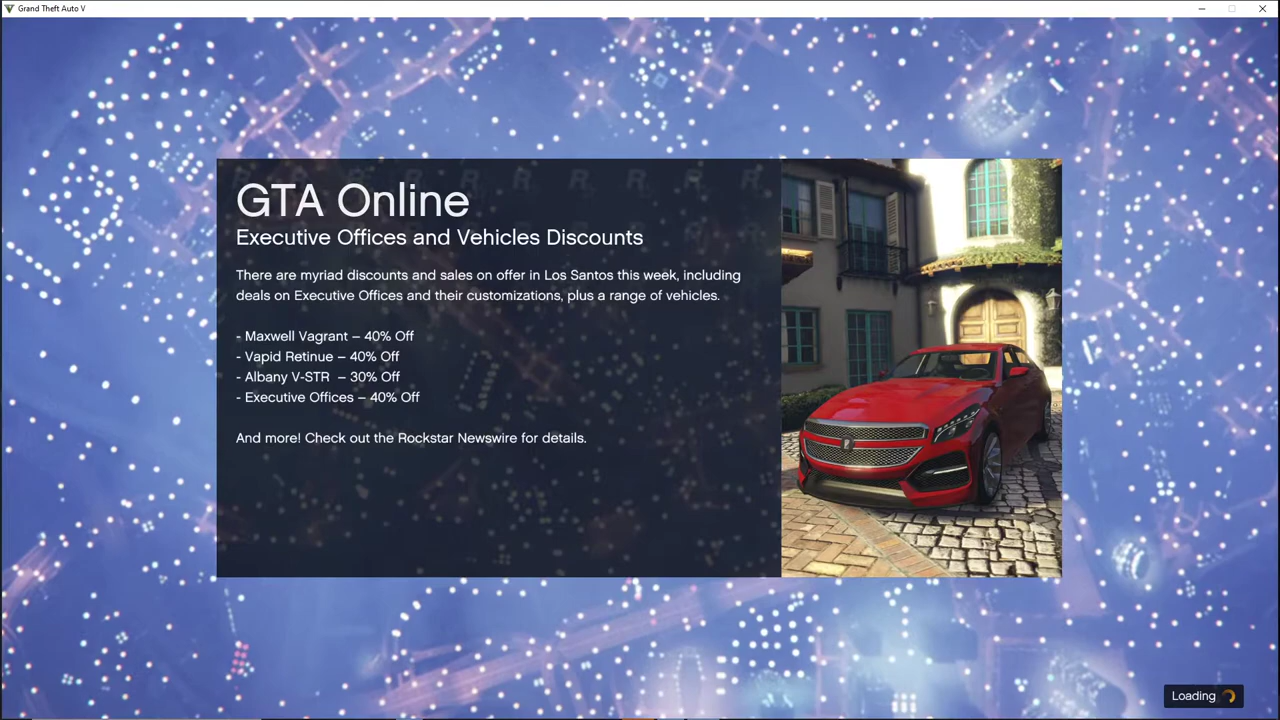 Grand Theft Auto V
GTA Online
Executive Offices and Vehicles Discounts
There are myriad discounts and sales on offer in Los Santos this week, including
deals on Executive Offices and their customizations, plus a range of vehicles.
- Maxwell Vagrant – 40% Off
- Vapid Retinue – 40% Off
- Albany V-STR – 30% Off
- Executive Offices – 40% Off
And more! Check out the Rockstar Newswire for details.
Loading